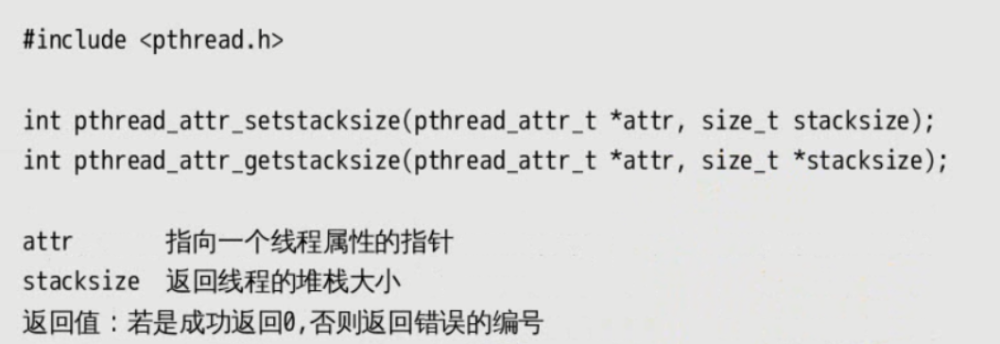 #include <pthread.h>
int pthread_attr_setstacksize(pthread_attr_t *attr, size_t stacksize);
int pthread_attr_getstacksize(pthread_attr_t *attr, size_t *stacksize);
attr 指向一个线程属性的指针
stacksize 返回线程的堆栈大小
返回值：若是成功返回0,否则返回错误的编号